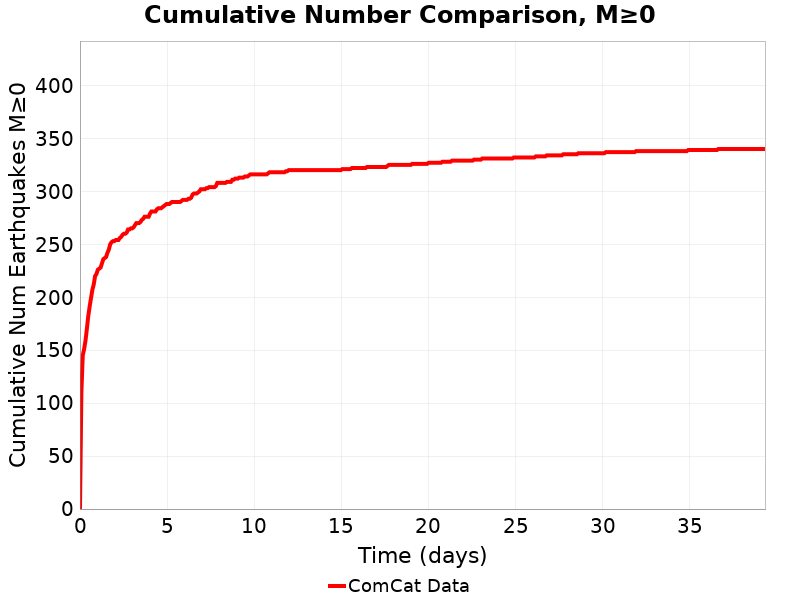 Cumulative Number Comparison, M≥0
Cumulative Num Earthquakes M≥0
400
350
300
250
200
150
100
50
0
0 5 10 15 20 25 30 35
Time (days)
ComCat Data